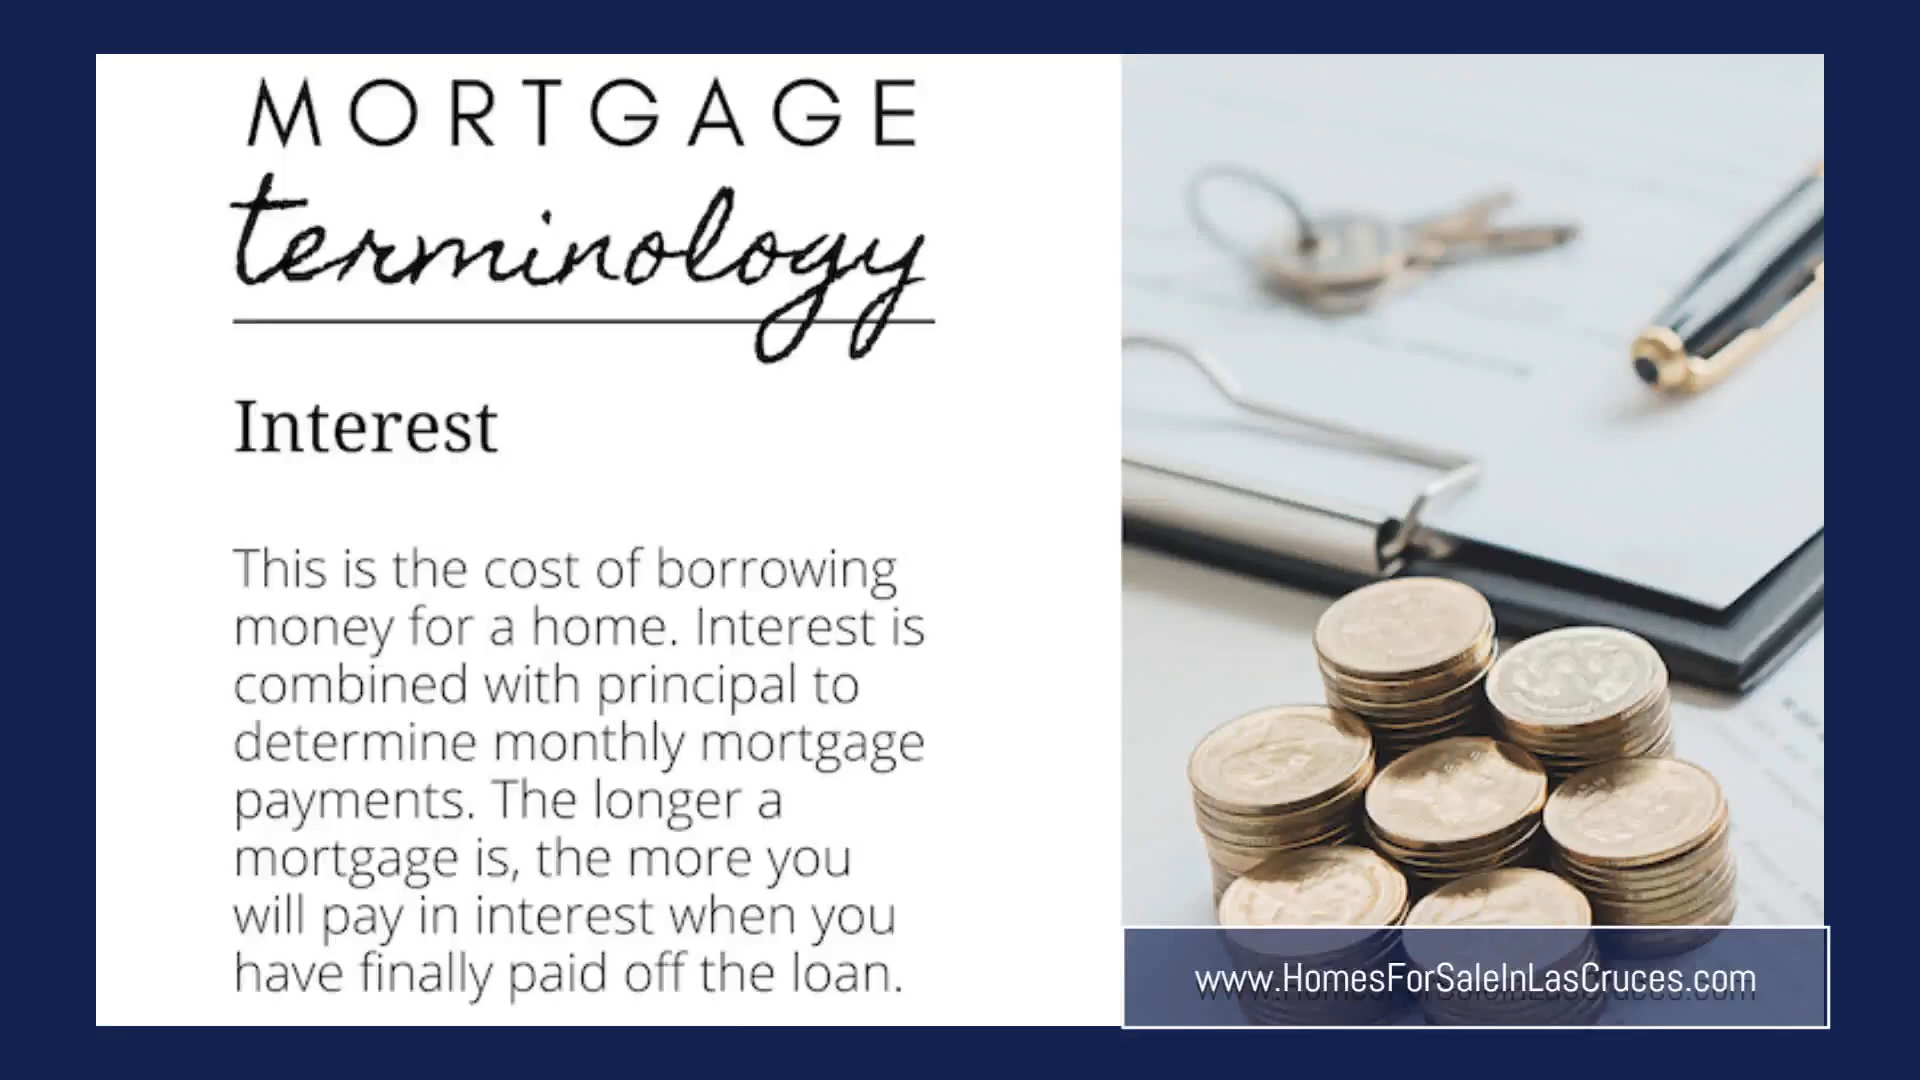 MORTGAGE
terminology
Interest
This is the cost of borrowing
money for a home. Interest is
combined with principal to
determine monthly mortgage
payments. The longer a
mortgage is, the more you
will pay in interest when you
have finally paid off the loan.
www.HomesForSaleInLasCruces.com